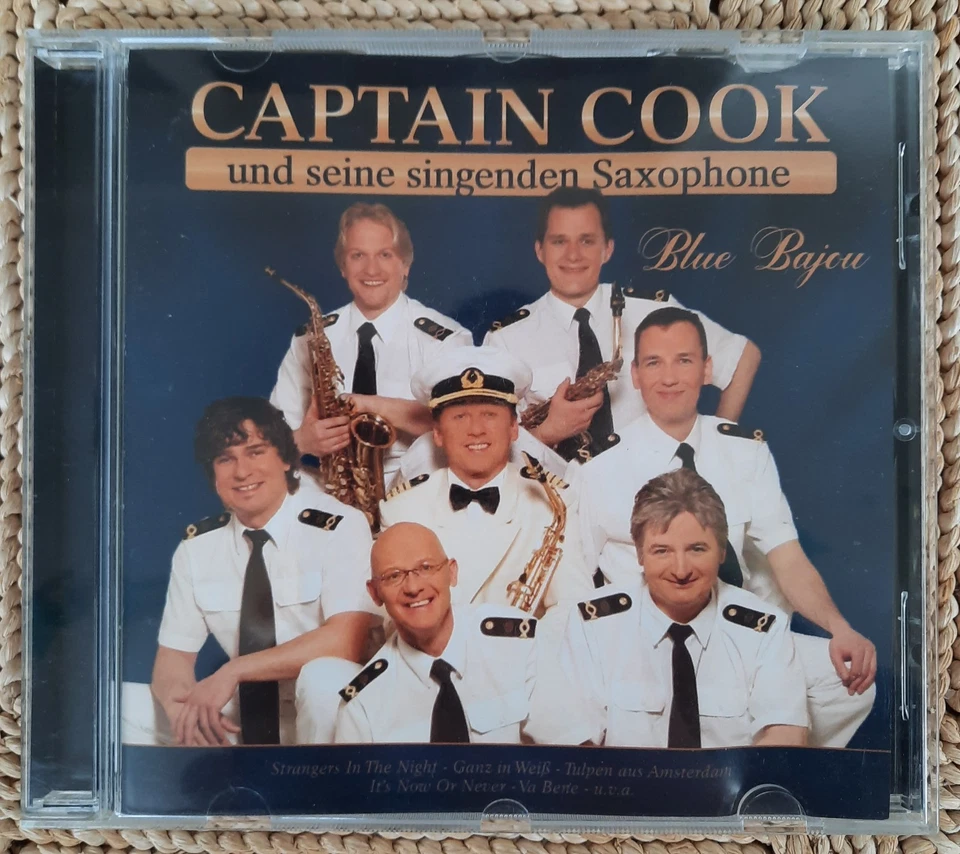 CAPTAIN COOK
und seine singenden Saxophone
Blue Bajou
Strangers In The Night - Ganz in Weiß - Tulpen aus Amsterdam
It's Now Or Never - Va Bene - u.v.a.